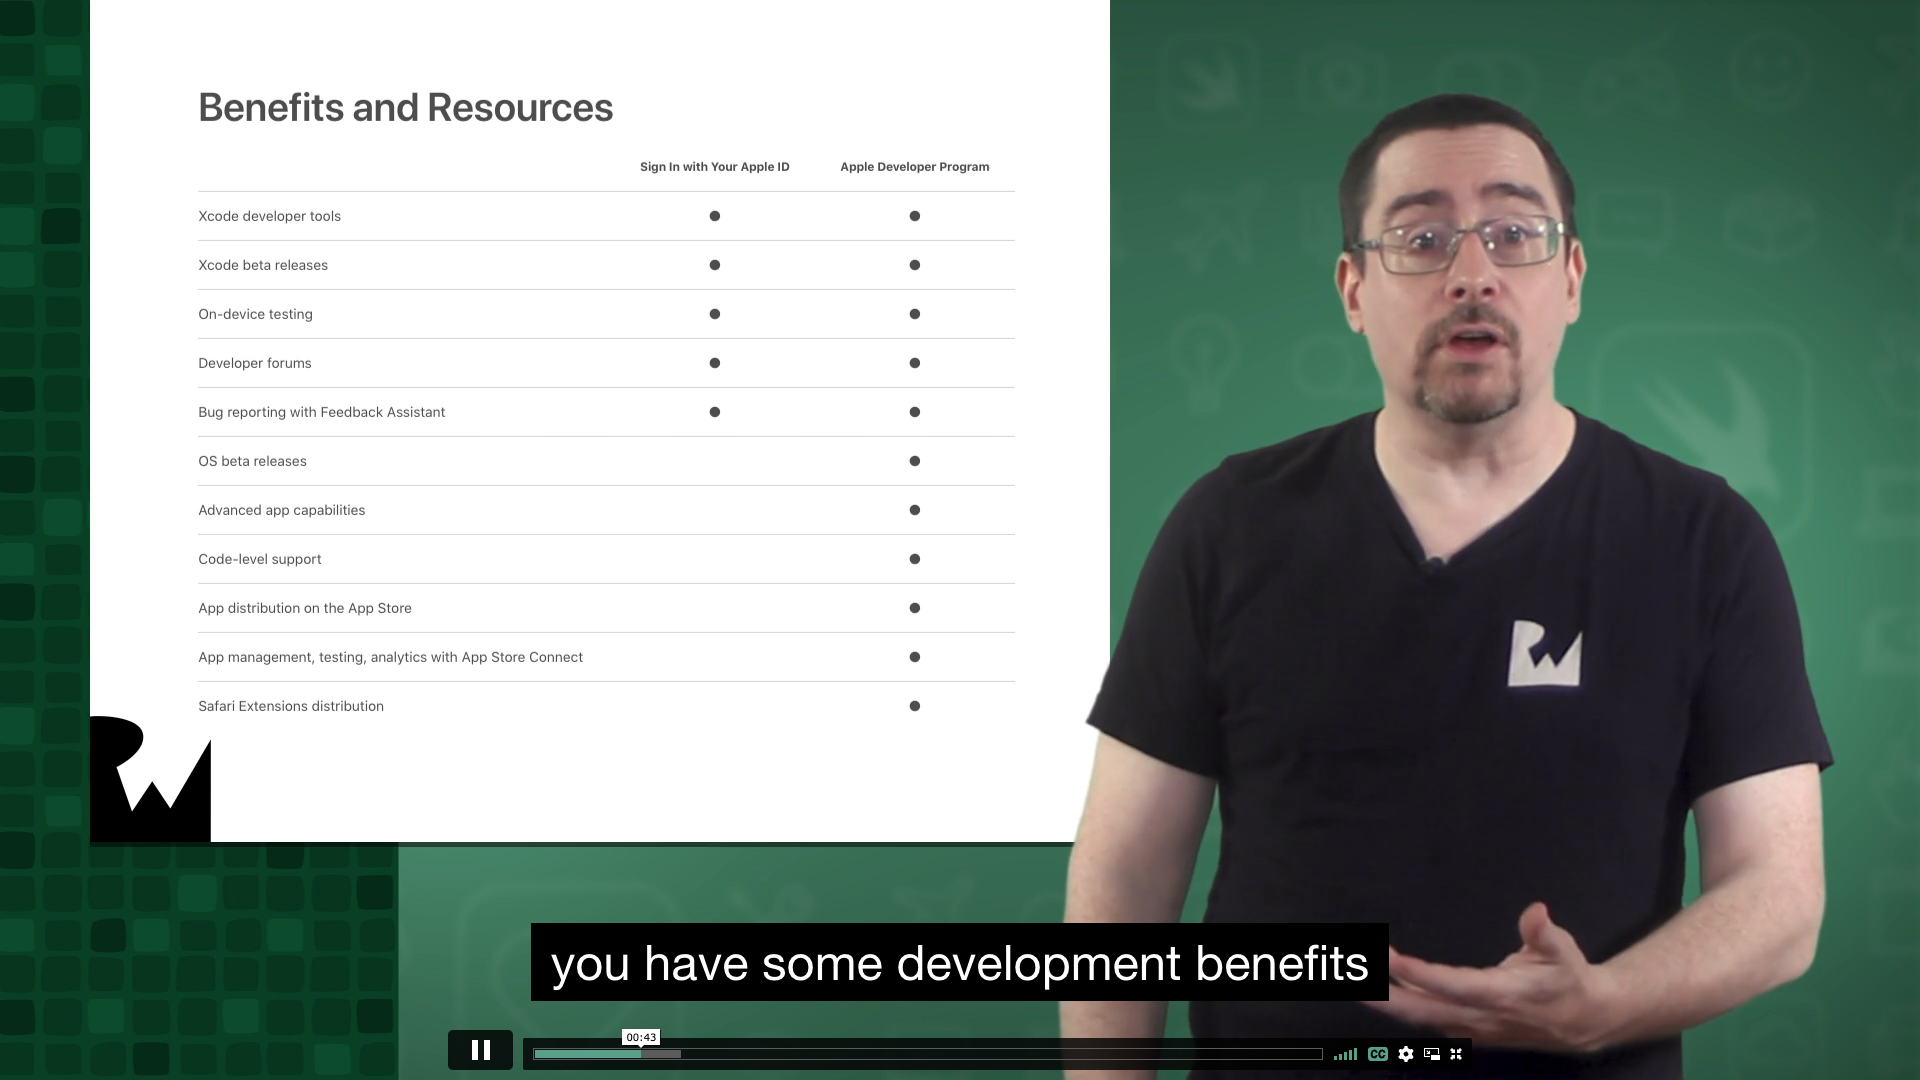 Benefits and Resources
Sign In with Your Apple ID Apple Developer Program
Xcode developer tools
Xcode beta releases
On-device testing
Developer forums
Bug reporting with Feedback Assistant
OS beta releases
Advanced app capabilities
Code-level support
App distribution on the App Store
App management, testing, analytics with App Store Connect
Safari Extensions distribution
RW
RW
you have some development benefits
00:43
CC